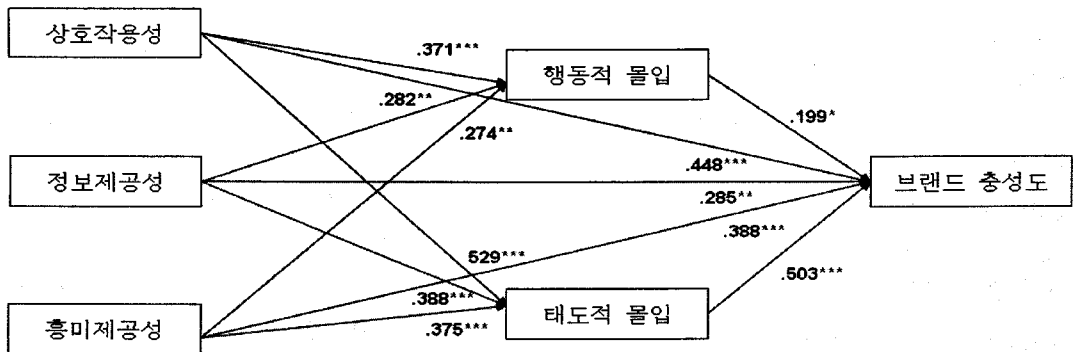 상호작용성
.371***
행동적 몰입
.282**
.274**
.199*
정보제공성
.448***
브랜드 충성도
.285**
.388***
529***
.503***
.388***
태도적 몰입
.375***
흥미제공성